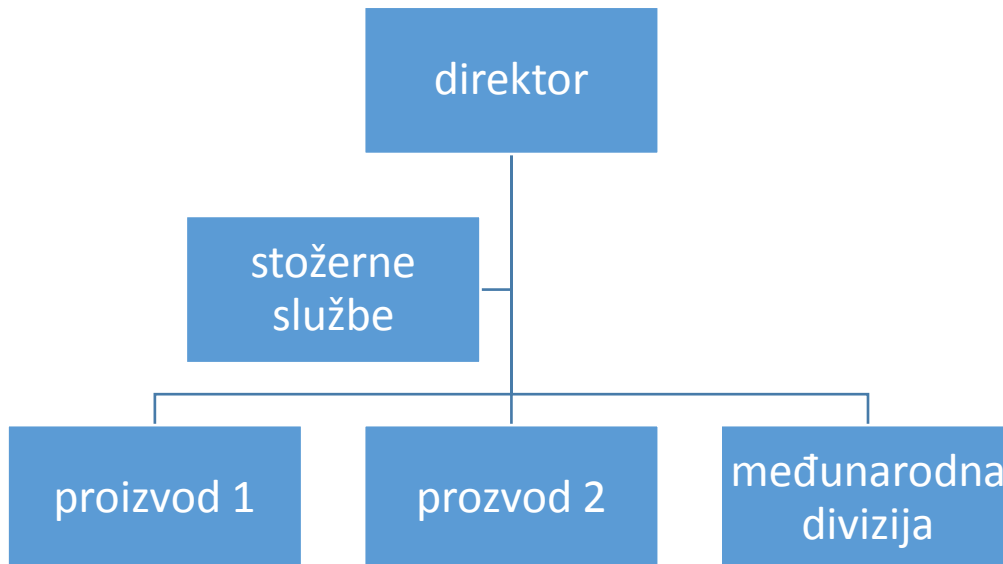 direktor
stožerne
službe
proizvod 1
prozvod 2
međunarodna
divizija